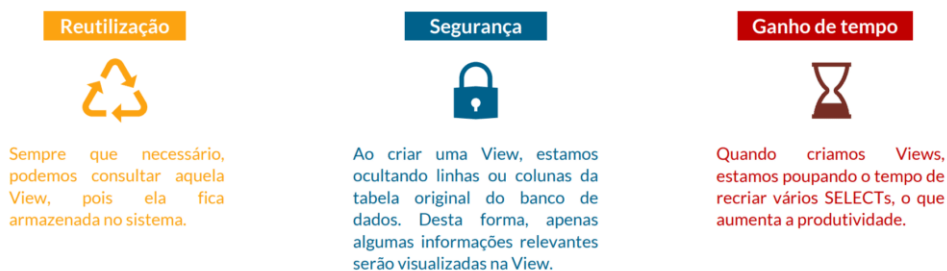 Reutilização
Sempre que necessário,
podemos consultar aquela
View, pois ela fica
armazenada no sistema.
Segurança
Ao criar uma View, estamos
ocultando linhas ou colunas da
tabela original do banco de
dados. Desta forma, apenas
algumas informações relevantes
serão visualizadas na View.
Ganho de tempo
Quando criamos Views,
estamos poupando o tempo de
recriar vários SELECTs, o que
aumenta a produtividade.